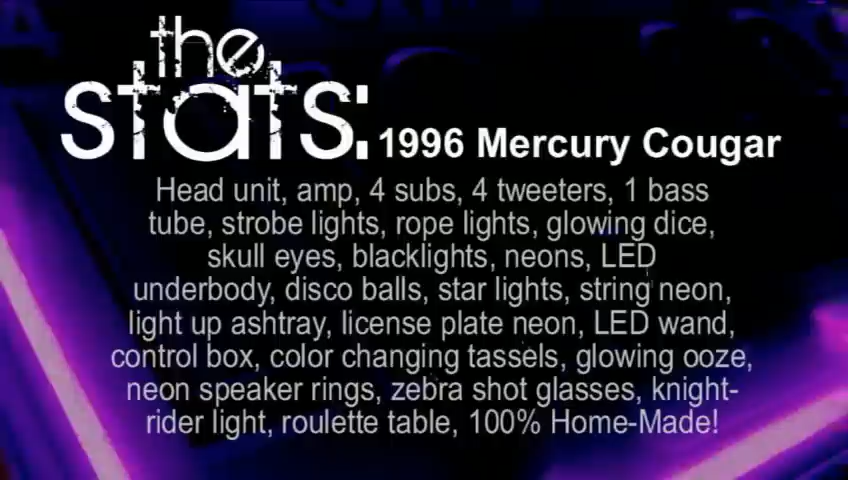 the
stats: 1996 Mercury Cougar
Head unit, amp, 4 subs, 4 tweeters, 1 bass
tube, strobe lights, rope lights, glowing dice,
skull eyes, blacklights, neons, LED
underbody, disco balls, star lights, string neon,
light up ashtray, license plate neon, LED wand,
control box, color changing tassels, glowing ooze,
neon speaker rings, zebra shot glasses, knight-
rider light, roulette table, 100% Home-Made!